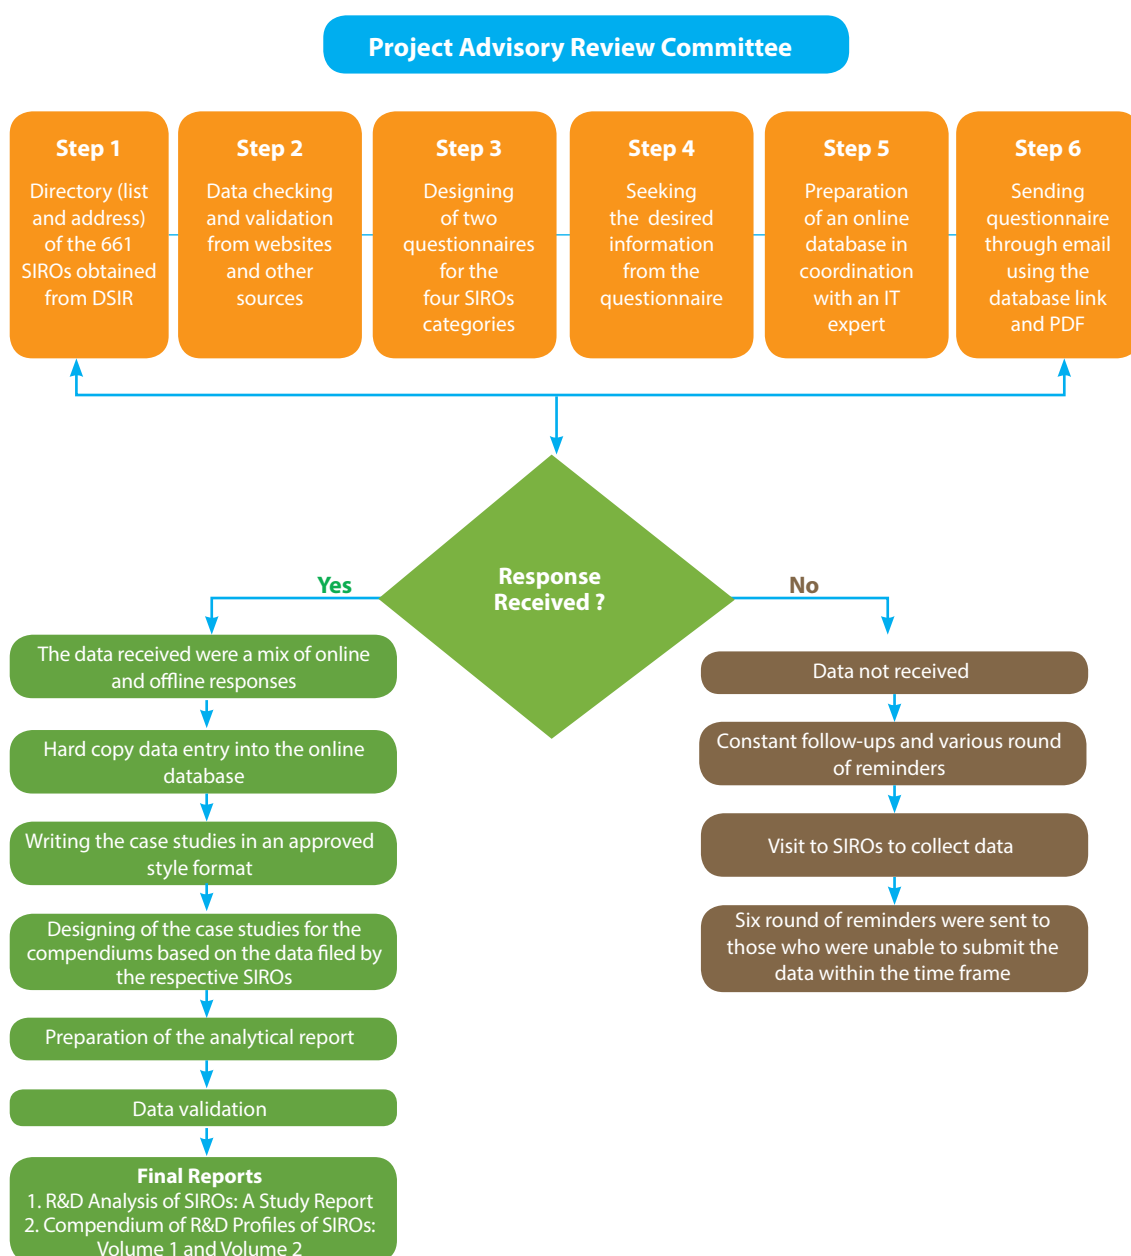 Project Advisory Review Committee
Step 1
Directory (list
and address)
of the 661
SIROs obtained
from DSIR
Step 2
Data checking
and validation
from websites
and other
sources
Step 3
Designing
of two
questionnaires
for the
four SIROs
categories
Step 4
Seeking
the desired
information
from the
questionnaire
Step 5
Preparation
of an online
database in
coordination
with an IT
expert
Step 6
Sending
questionnaire
through email
using the
database link
and PDF
Response
Received ?
Yes
The data received were a mix of online
and offline responses
Hard copy data entry into the online
database
Writing the case studies in an approved
style format
Designing of the case studies for the
compendiums based on the data filed by
the respective SIROs
Preparation of the analytical report
Data validation
Final Reports
1. R&D Analysis of SIROs: A Study Report
2. Compendium of R&D Profiles of SIROs:
Volume 1 and Volume 2
No
Data not received
Constant follow-ups and various round
of reminders
Visit to SIROs to collect data
Six round of reminders were sent to
those who were unable to submit the
data within the time frame